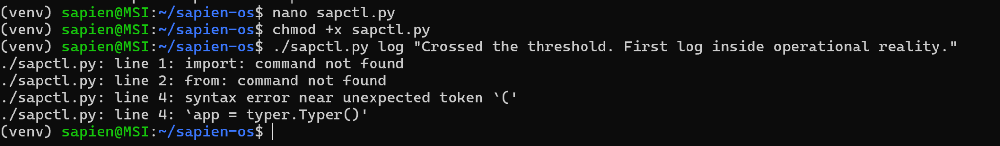 (venv) sapien@MSI:~/sapien-os$ nano sapctl.py
(venv) sapien@MSI:~/sapien-os$ chmod +x sapctl.py
(venv) sapien@MSI:~/sapien-os$ ./sapctl.py log "Crossed the threshold. First log inside operational reality."
./sapctl.py: line 1: import: command not found
./sapctl.py: line 2: from: command not found
./sapctl.py: line 4: syntax error near unexpected token `('
./sapctl.py: line 4: `app = typer.Typer()'
(venv) sapien@MSI:~/sapien-os$